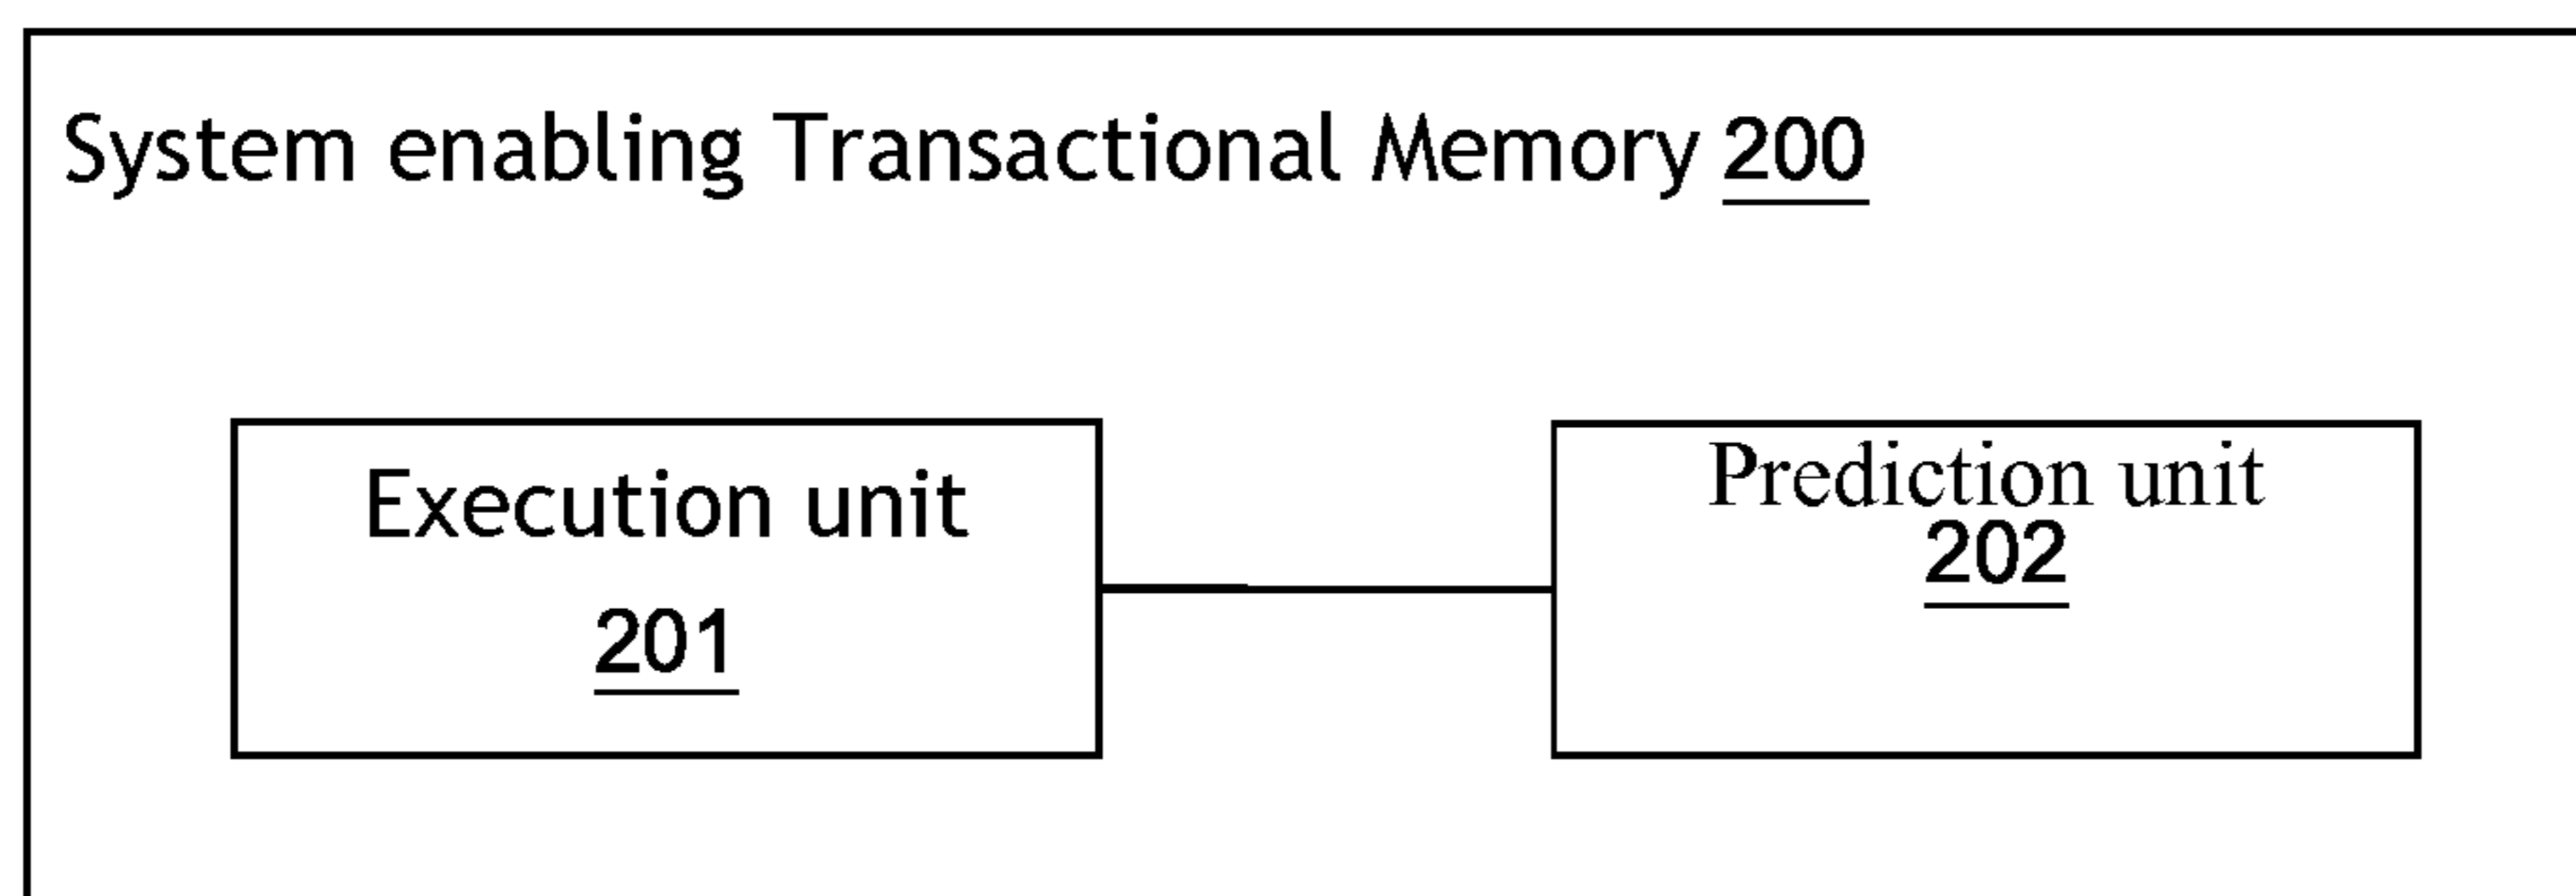 System enabling Transactional Memory 200
Execution unit
201
Prediction unit
202